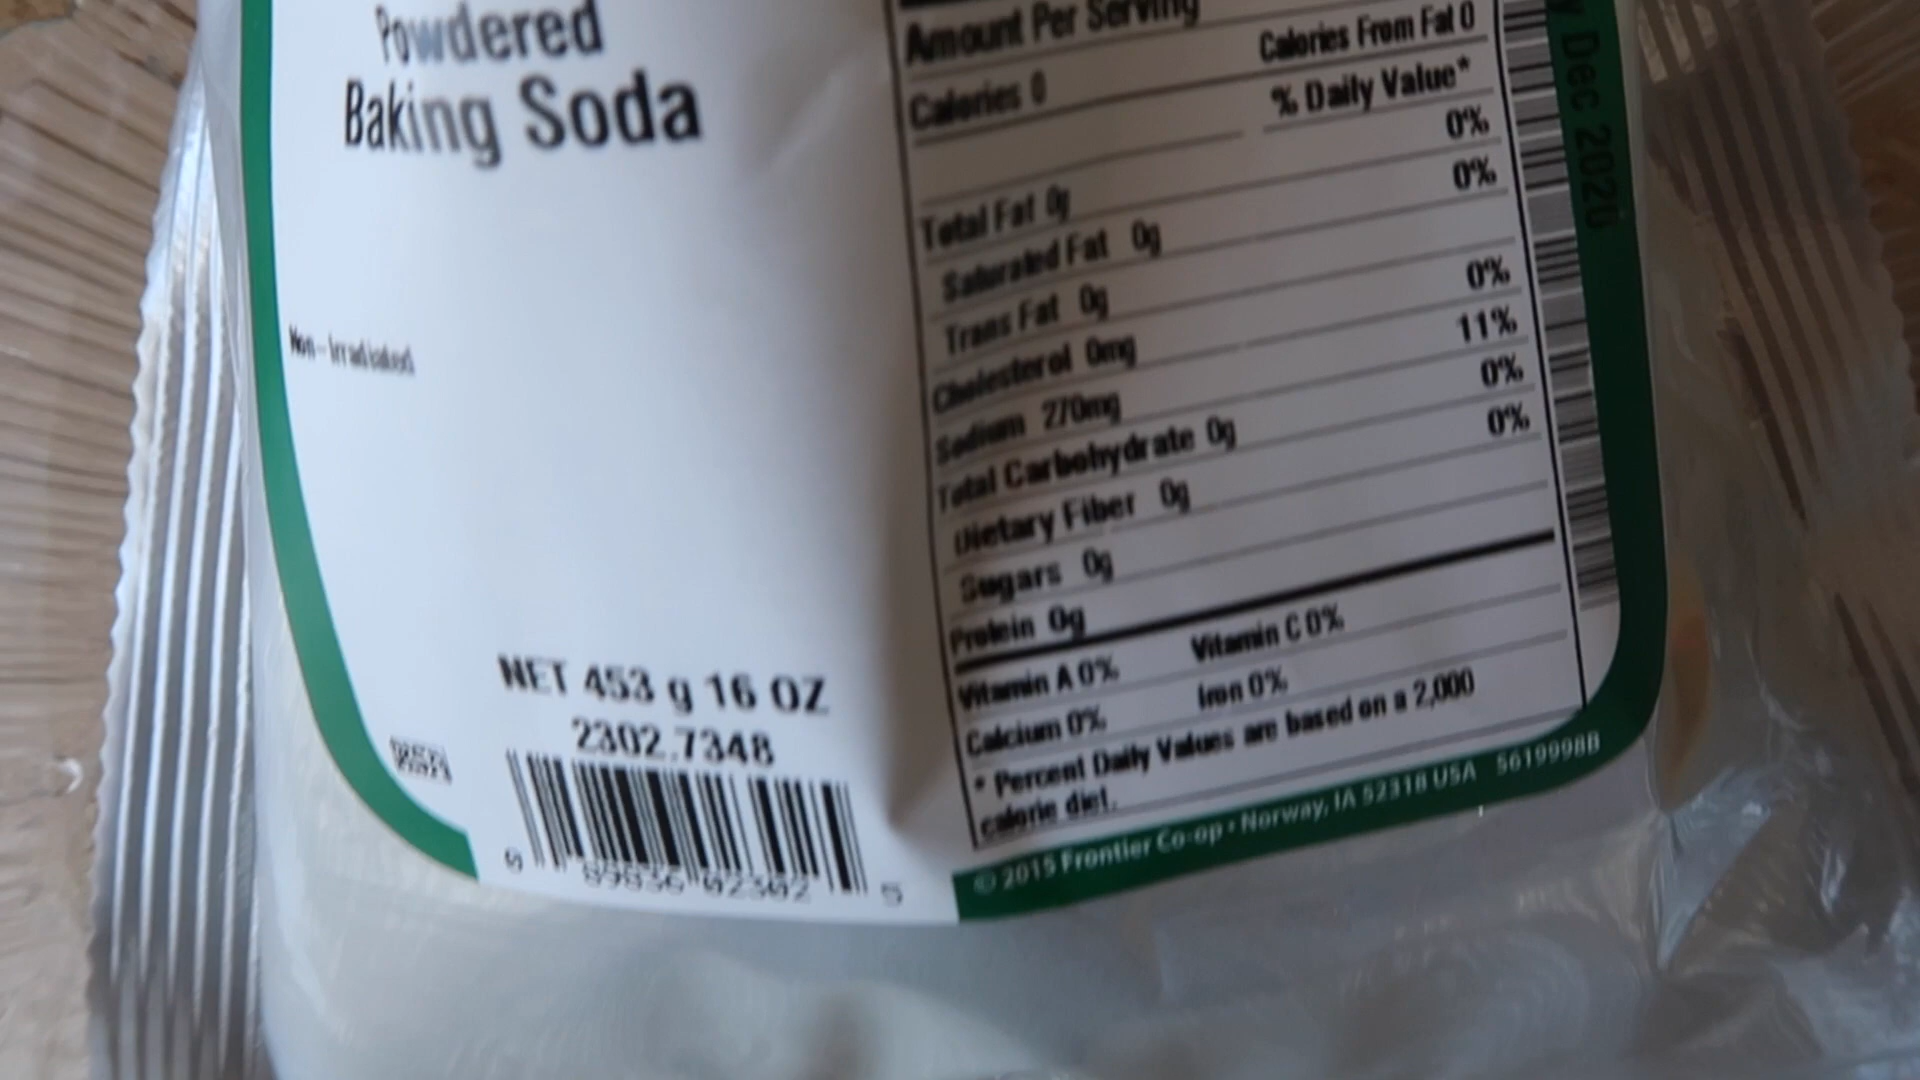 Powdered
Baking Soda
Non-Irradiated
NET 453 g 16 OZ
2302.7348
89836 02302 5
Amount Per Serving
Calories 0 Calories From Fat 0
% Daily Value*
Total Fat 0g 0%
Saturated Fat 0g 0%
Trans Fat 0g
Cholesterol 0mg 0%
Sodium 270mg 11%
Total Carbohydrate 0g 0%
Dietary Fiber 0g 0%
Sugars 0g
Protein 0g
Vitamin A 0% Vitamin C 0%
Calcium 0% Iron 0%
* Percent Daily Values are based on a 2,000
calorie diet.
© 2015 Frontier Co-op • Norway, IA 52318 USA 5619998B
Dec 2020